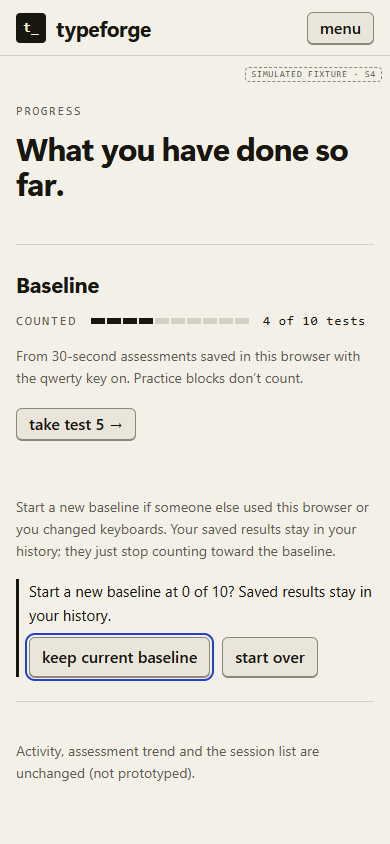 t_ typeforge menu
SIMULATED FIXTURE · S4
PROGRESS
What you have done so
far.
Baseline
COUNTED 4 of 10 tests
From 30-second assessments saved in this browser with
the qwerty key on. Practice blocks don’t count.
take test 5 →
Start a new baseline if someone else used this browser or
you changed keyboards. Your saved results stay in your
history; they just stop counting toward the baseline.
Start a new baseline at 0 of 10? Saved results stay in
your history.
keep current baseline start over
Activity, assessment trend and the session list are
unchanged (not prototyped).